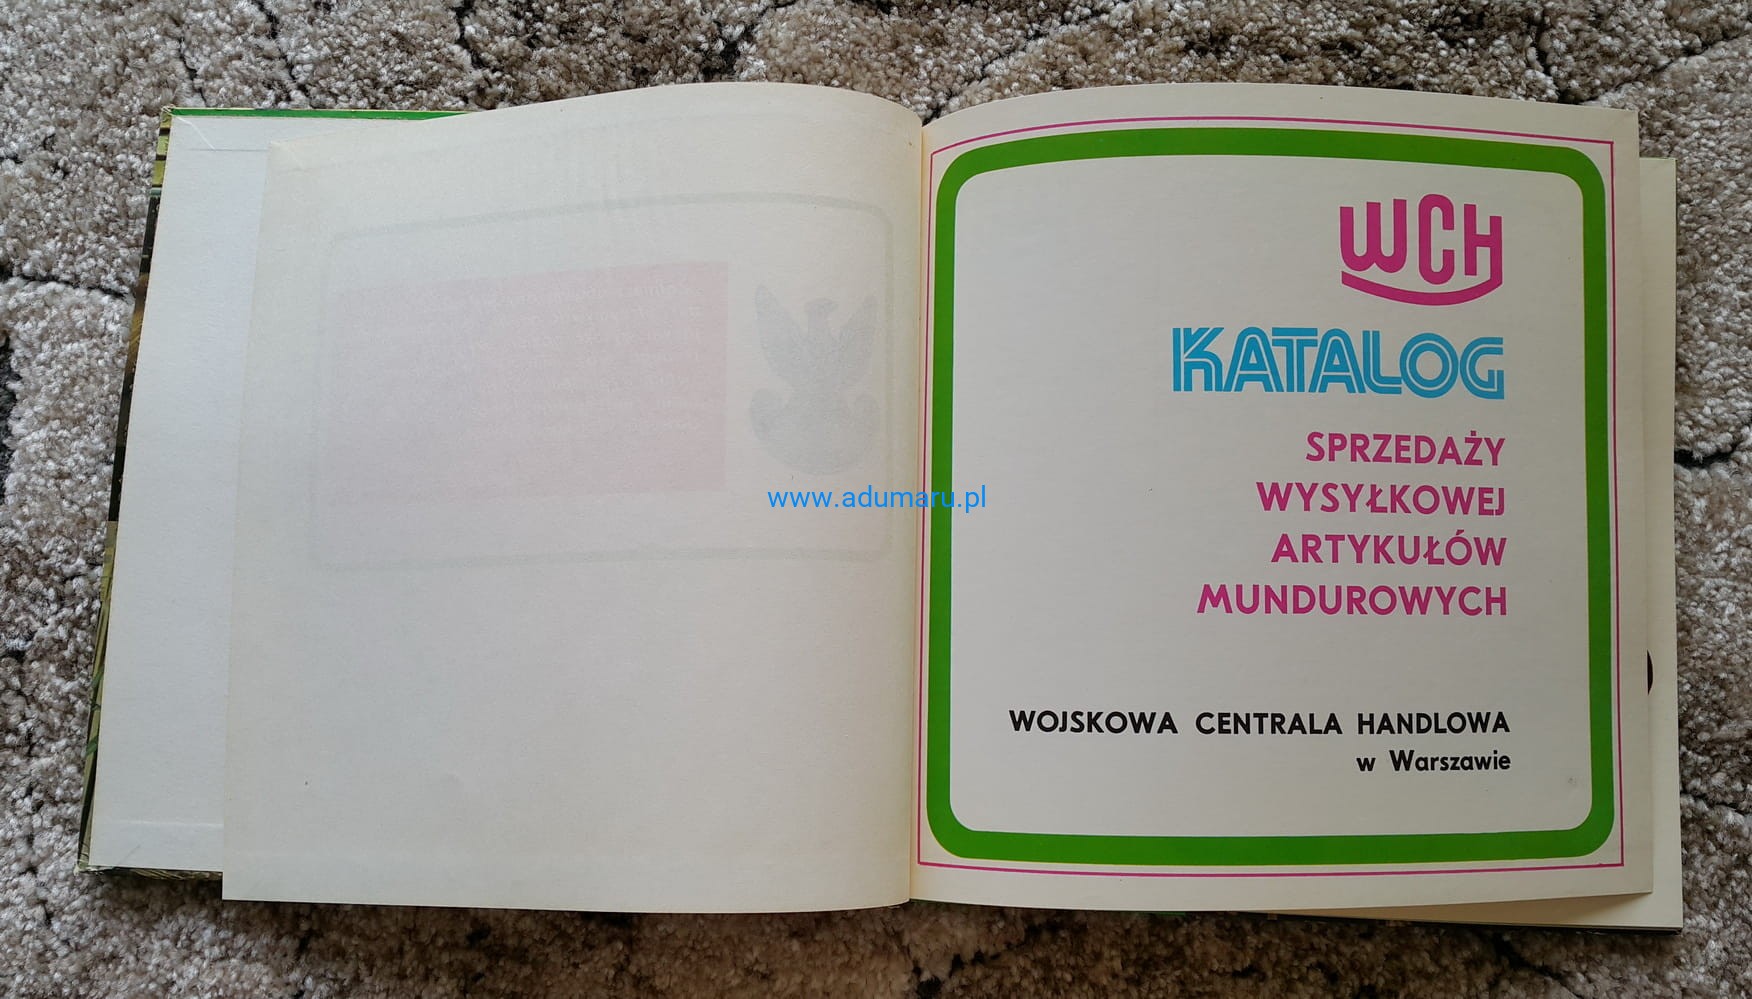 WCH
KATALOG
SPRZEDAŻY
WYSYŁKOWEJ
ARTYKUŁÓW
MUNDUROWYCH
WOJSKOWA CENTRALA HANDLOWA
w Warszawie
www.adumaru.pl